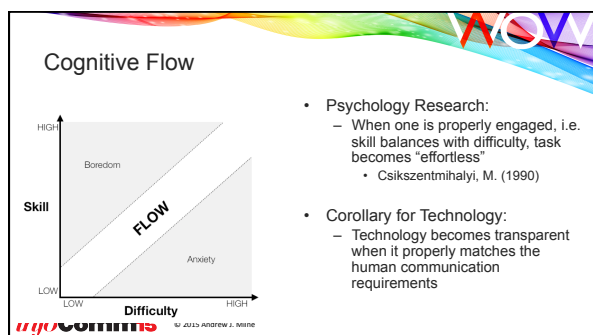 WOW
Cognitive Flow
HIGH
Boredom
Skill
FLOW
Anxiety
LOW
LOW
HIGH
Difficulty
• Psychology Research:
– When one is properly engaged, i.e.
skill balances with difficulty, task
becomes “effortless”
• Csikszentmihalyi, M. (1990)
• Corollary for Technology:
– Technology becomes transparent
when it properly matches the
human communication
requirements
infocomm15
© 2015 Andrew J. Milne